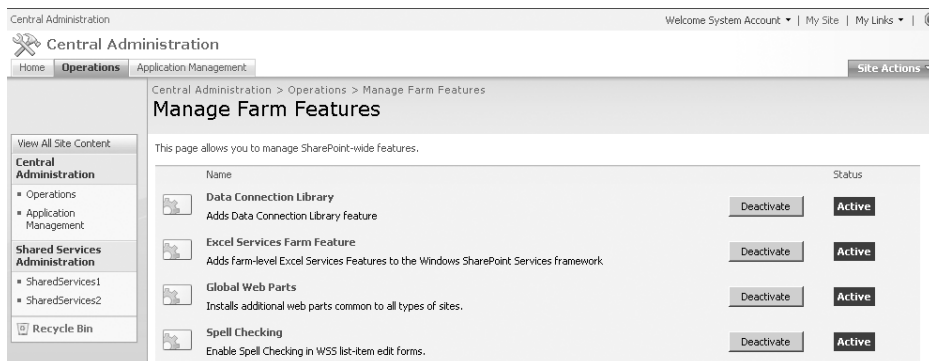 Central Administration
Welcome System Account | My Site | My Links |
Central Administration
Home Operations Application Management
Site Actions
Central Administration > Operations > Manage Farm Features
Manage Farm Features
View All Site Content
Central
Administration
Operations
Application
Management
Shared Services
Administration
SharedServices1
SharedServices2
Recycle Bin
This page allows you to manage SharePoint-wide features.
Name Status
Data Connection Library
Adds Data Connection Library feature
Deactivate Active
Excel Services Farm Feature
Adds farm-level Excel Services Features to the Windows SharePoint Services framework
Deactivate Active
Global Web Parts
Installs additional web parts common to all types of sites.
Deactivate Active
Spell Checking
Enable Spell Checking in WSS list-item edit forms.
Deactivate Active